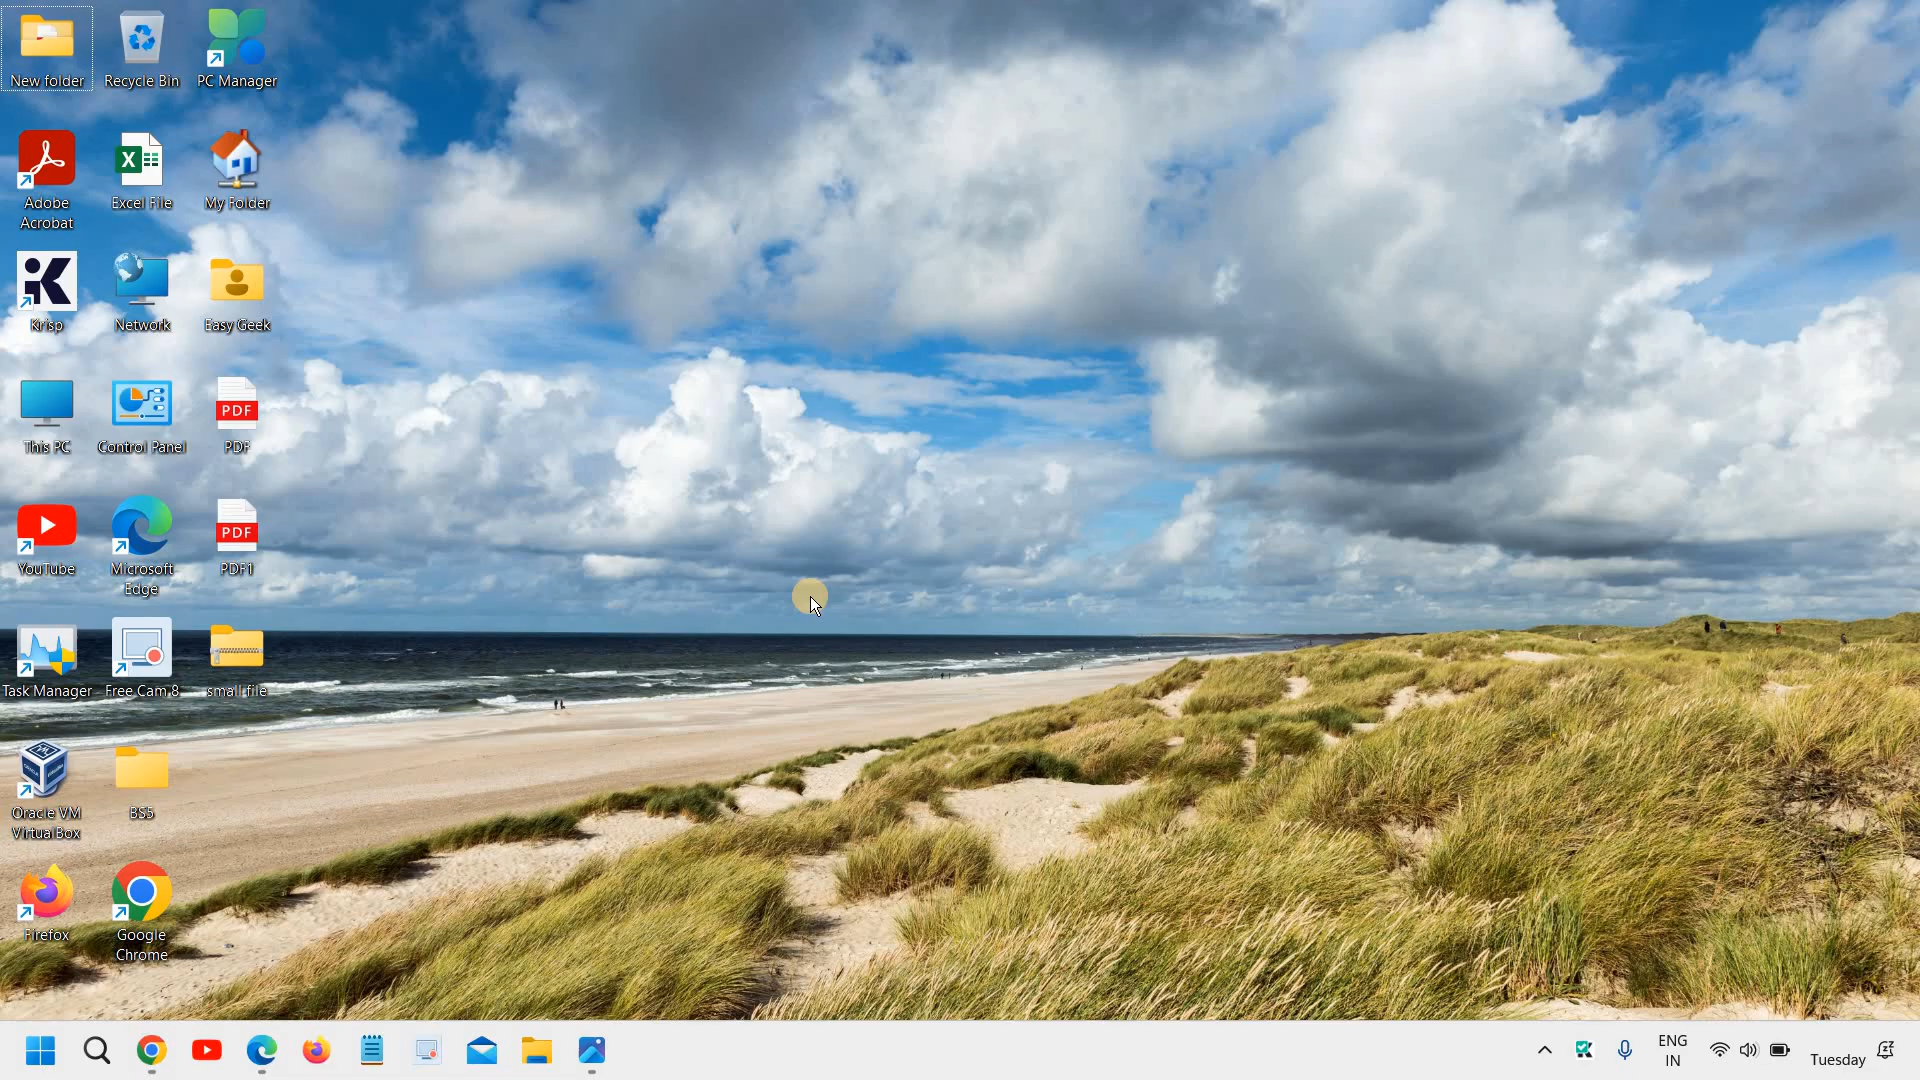 New folder
Recycle Bin
PC Manager
Adobe
Acrobat
Excel File
My Folder
Krisp
Network
Easy Geek
This PC
Control Panel
PDF
PDF
YouTube
Microsoft
Edge
PDF
PDF1
Task Manager
Free Cam 8
small file
Oracle VM
VirtualBox
BS5
Firefox
Google
Chrome
ENG
IN
Tuesday